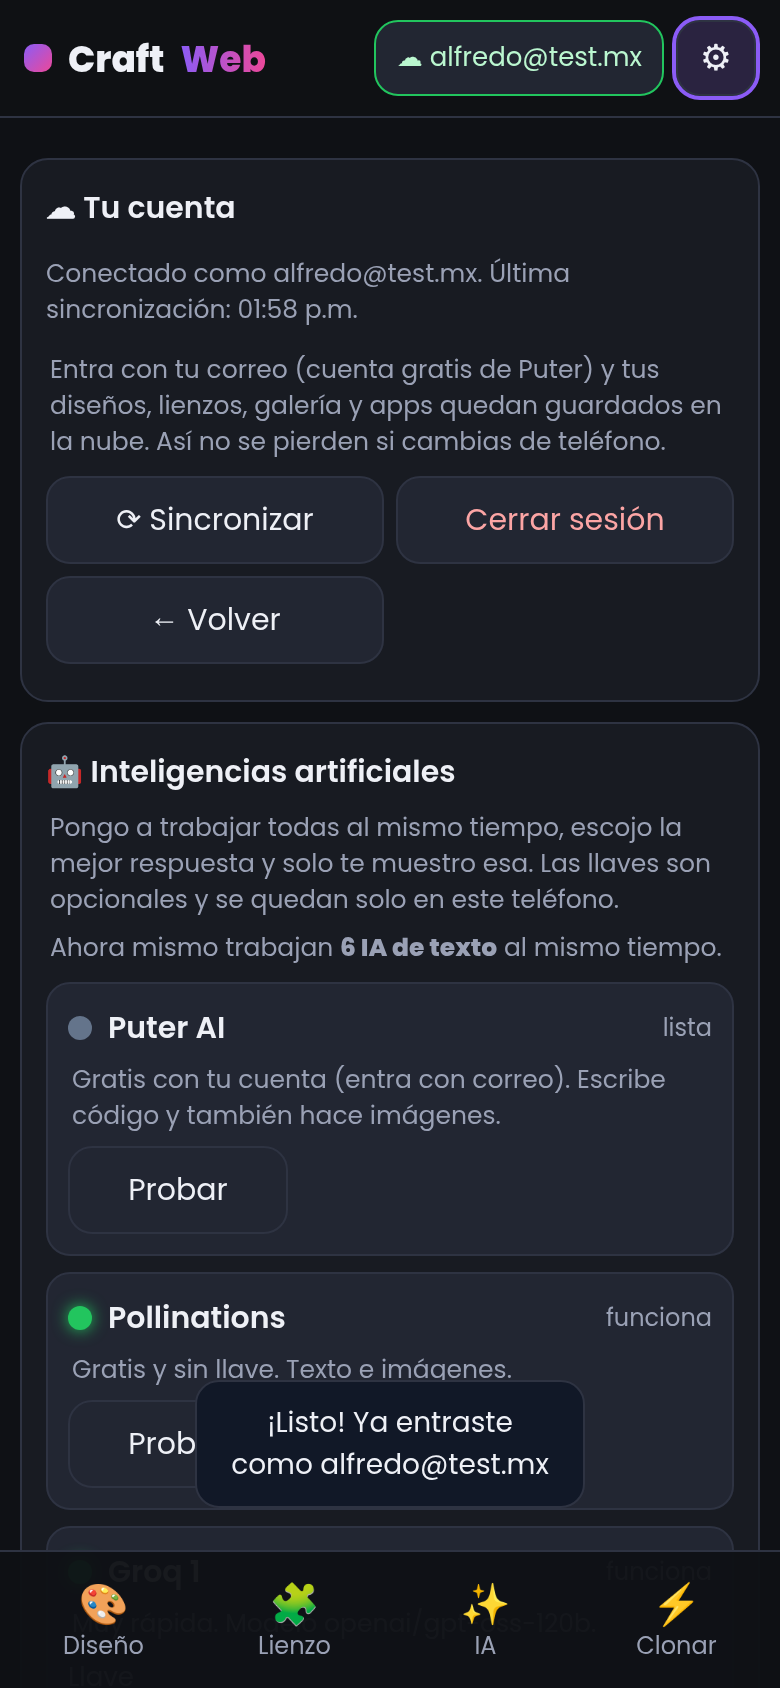 Craft Web
☁ alfredo@test.mx
⚙
☁ Tu cuenta
Conectado como alfredo@test.mx. Última
sincronización: 01:58 p.m.
Entra con tu correo (cuenta gratis de Puter) y tus
diseños, lienzos, galería y apps quedan guardados en
la nube. Así no se pierden si cambias de teléfono.
⟳ Sincronizar
Cerrar sesión
← Volver
🤖 Inteligencias artificiales
Pongo a trabajar todas al mismo tiempo, escojo la
mejor respuesta y solo te muestro esa. Las llaves son
opcionales y se quedan solo en este teléfono.
Ahora mismo trabajan 6 IA de texto al mismo tiempo.
Puter AI
lista
Gratis con tu cuenta (entra con correo). Escribe
código y también hace imágenes.
Probar
Pollinations
funciona
Gratis y sin llave. Texto e imágenes.
Prob
¡Listo! Ya entraste
como alfredo@test.mx
Groq 1
funciona
rápida.
Llave
🎨 Diseño
🧩 Lienzo
✨ IA
⚡ Clonar